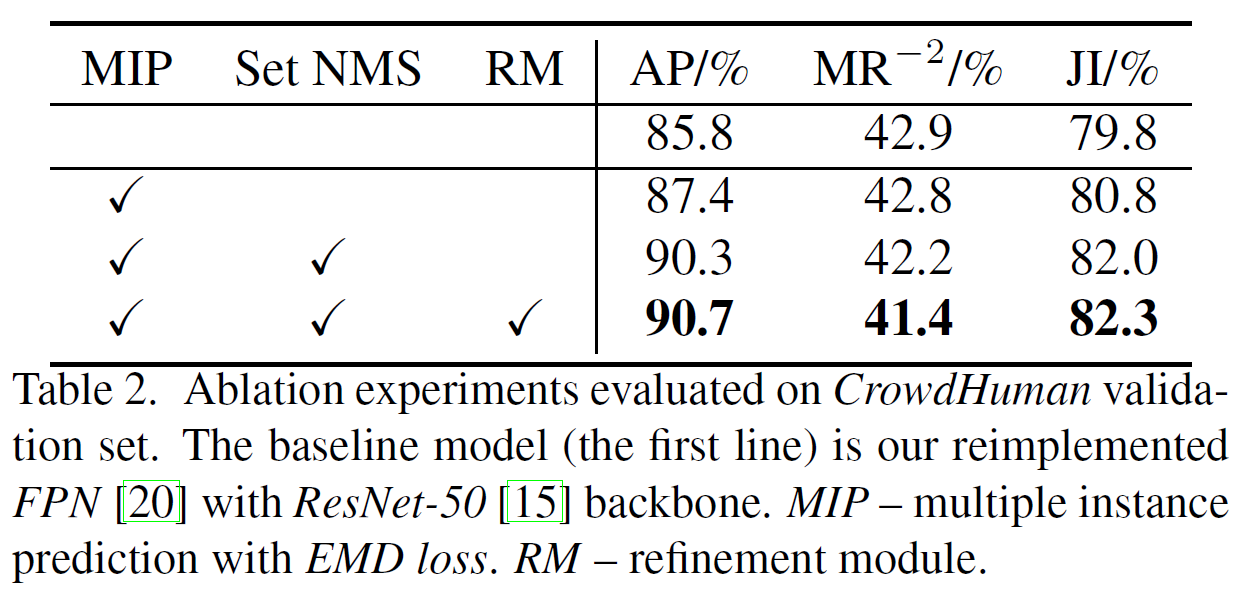 MIP Set NMS RM AP/% MR⁻²/% JI/%
85.8 42.9 79.8
✓ 87.4 42.8 80.8
✓ ✓ 90.3 42.2 82.0
✓ ✓ ✓ 90.7 41.4 82.3
Table 2. Ablation experiments evaluated on CrowdHuman valida-
tion set. The baseline model (the first line) is our reimplemented
FPN [20] with ResNet-50 [15] backbone. MIP – multiple instance
prediction with EMD loss. RM – refinement module.